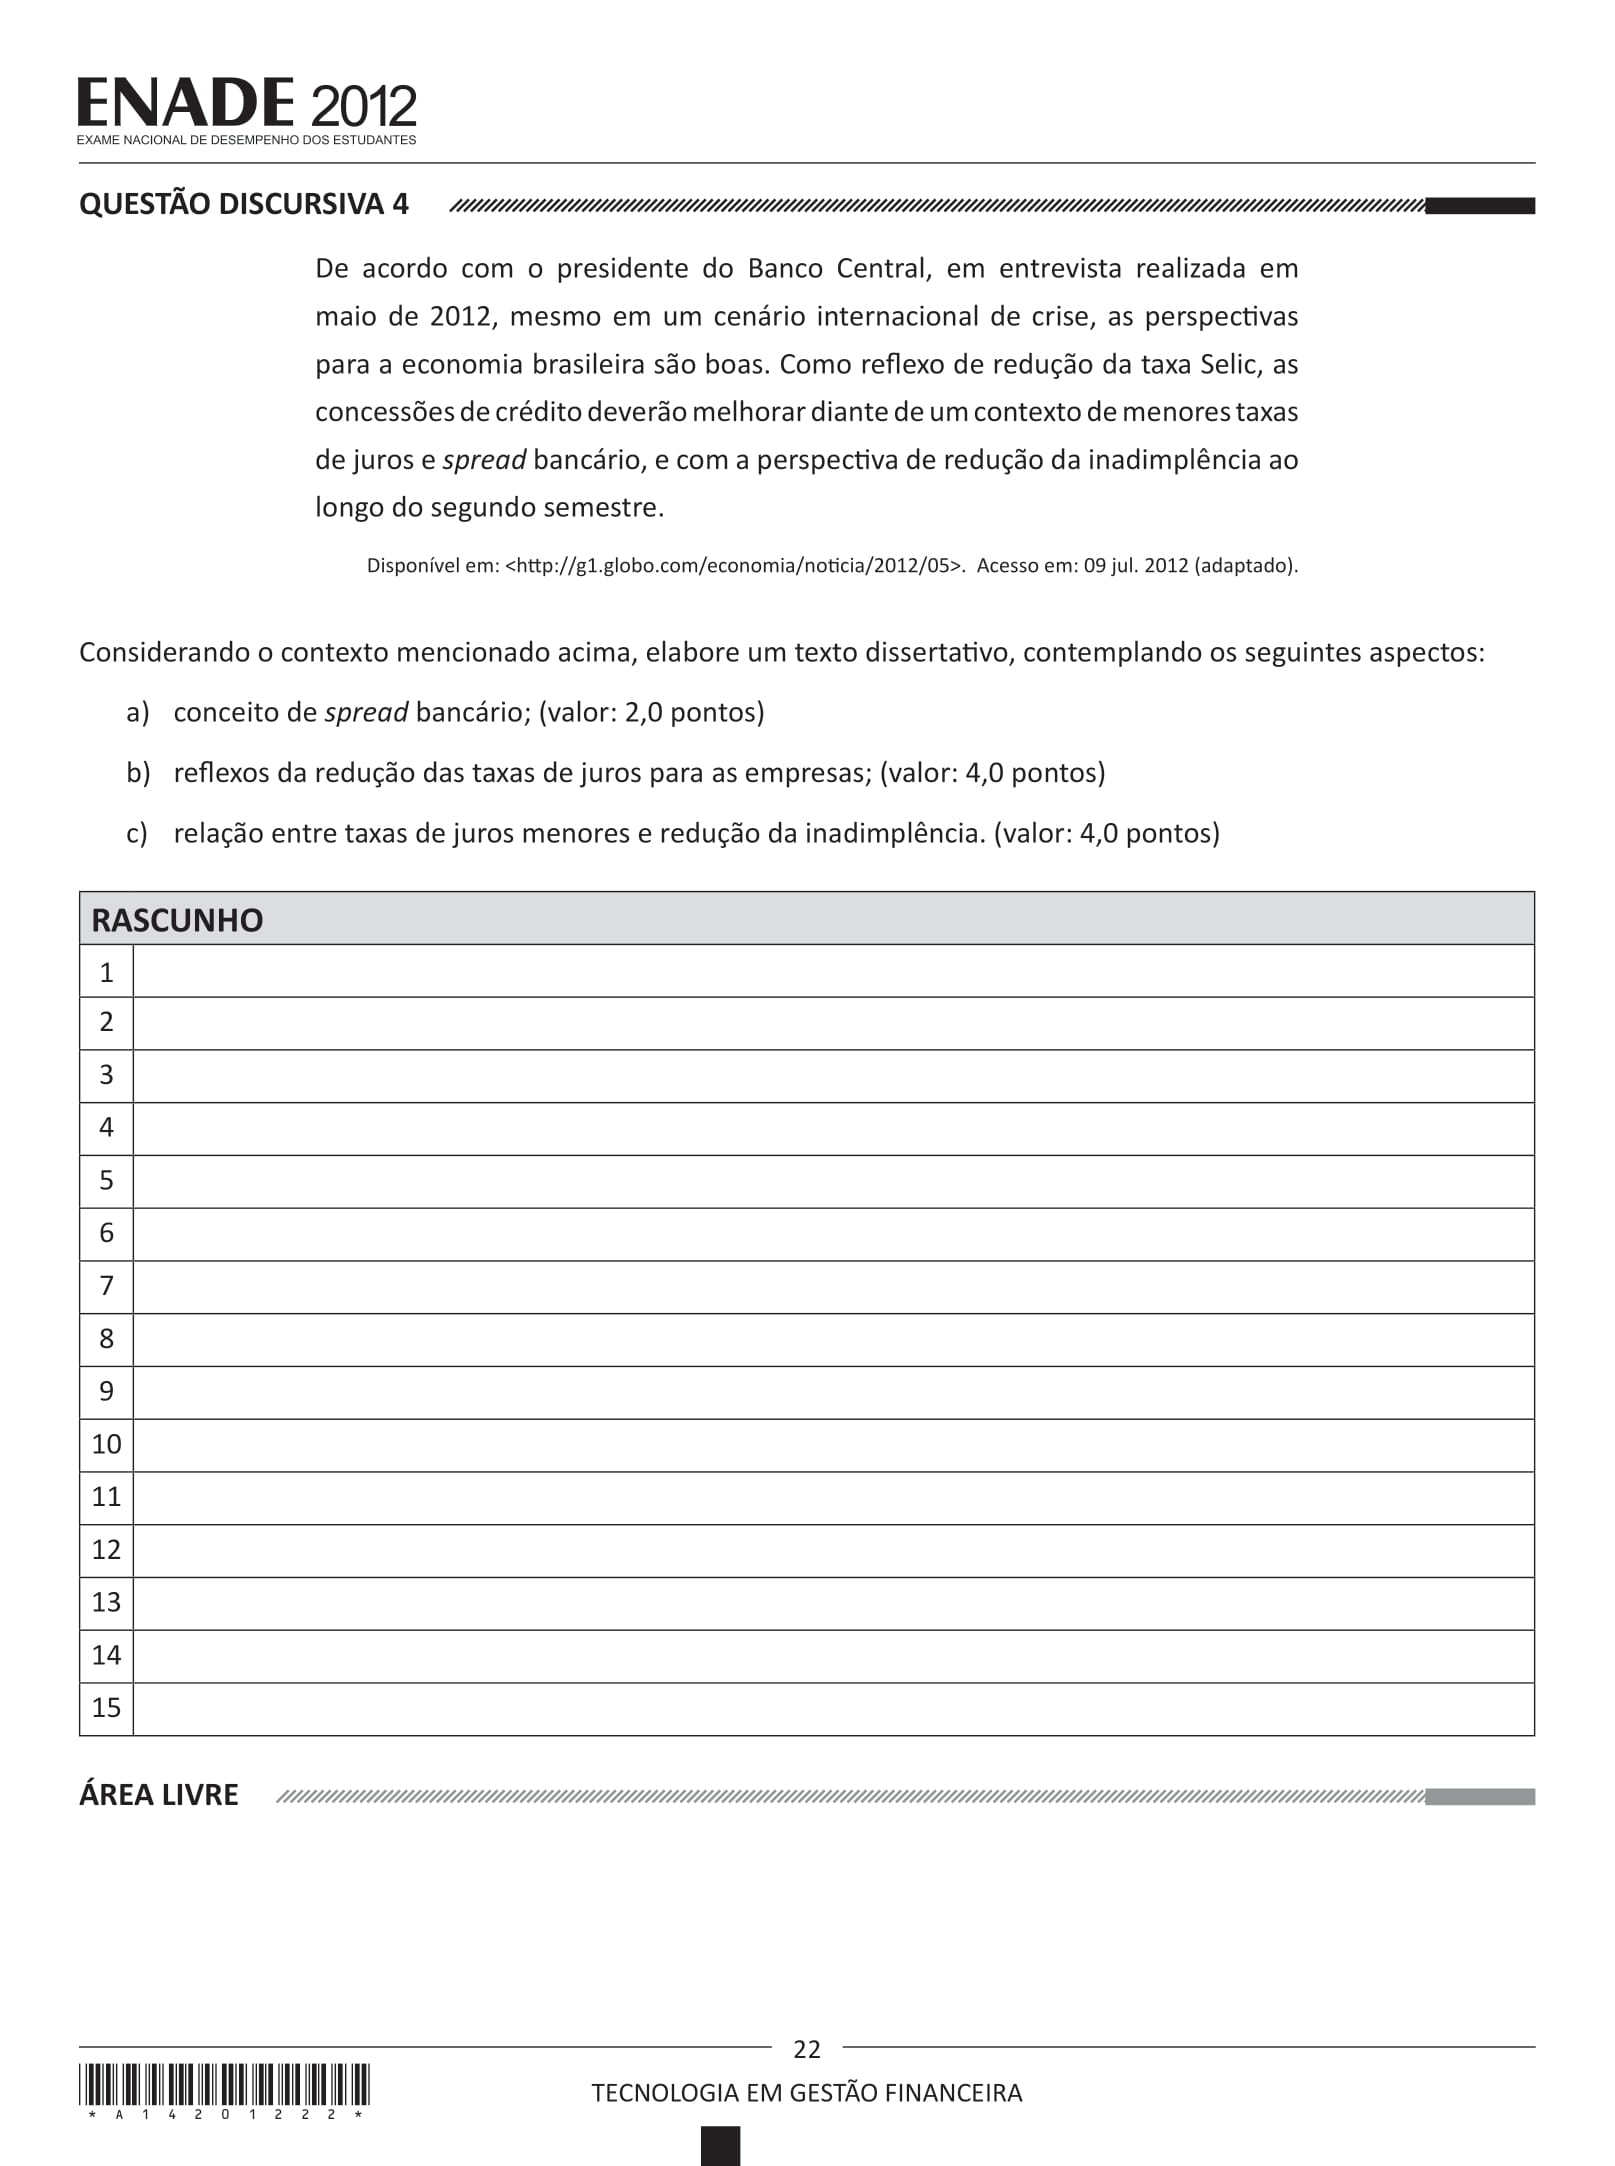 ENADE 2012
EXAME NACIONAL DE DESEMPENHO DOS ESTUDANTES
QUESTÃO DISCURSIVA 4
De acordo com o presidente do Banco Central, em entrevista realizada em
maio de 2012, mesmo em um cenário internacional de crise, as perspectivas
para a economia brasileira são boas. Como reflexo de redução da taxa Selic, as
concessões de crédito deverão melhorar diante de um contexto de menores taxas
de juros e spread bancário, e com a perspectiva de redução da inadimplência ao
longo do segundo semestre.
Disponível em: <http://g1.globo.com/economia/noticia/2012/05>. Acesso em: 09 jul. 2012 (adaptado).
Considerando o contexto mencionado acima, elabore um texto dissertativo, contemplando os seguintes aspectos:
a) conceito de spread bancário; (valor: 2,0 pontos)
b) reflexos da redução das taxas de juros para as empresas; (valor: 4,0 pontos)
c) relação entre taxas de juros menores e redução da inadimplência. (valor: 4,0 pontos)
RASCUNHO
1
2
3
4
5
6
7
8
9
10
11
12
13
14
15
ÁREA LIVRE
22
TECNOLOGIA EM GESTÃO FINANCEIRA
* A 1 4 2 0 1 2 2 2 *